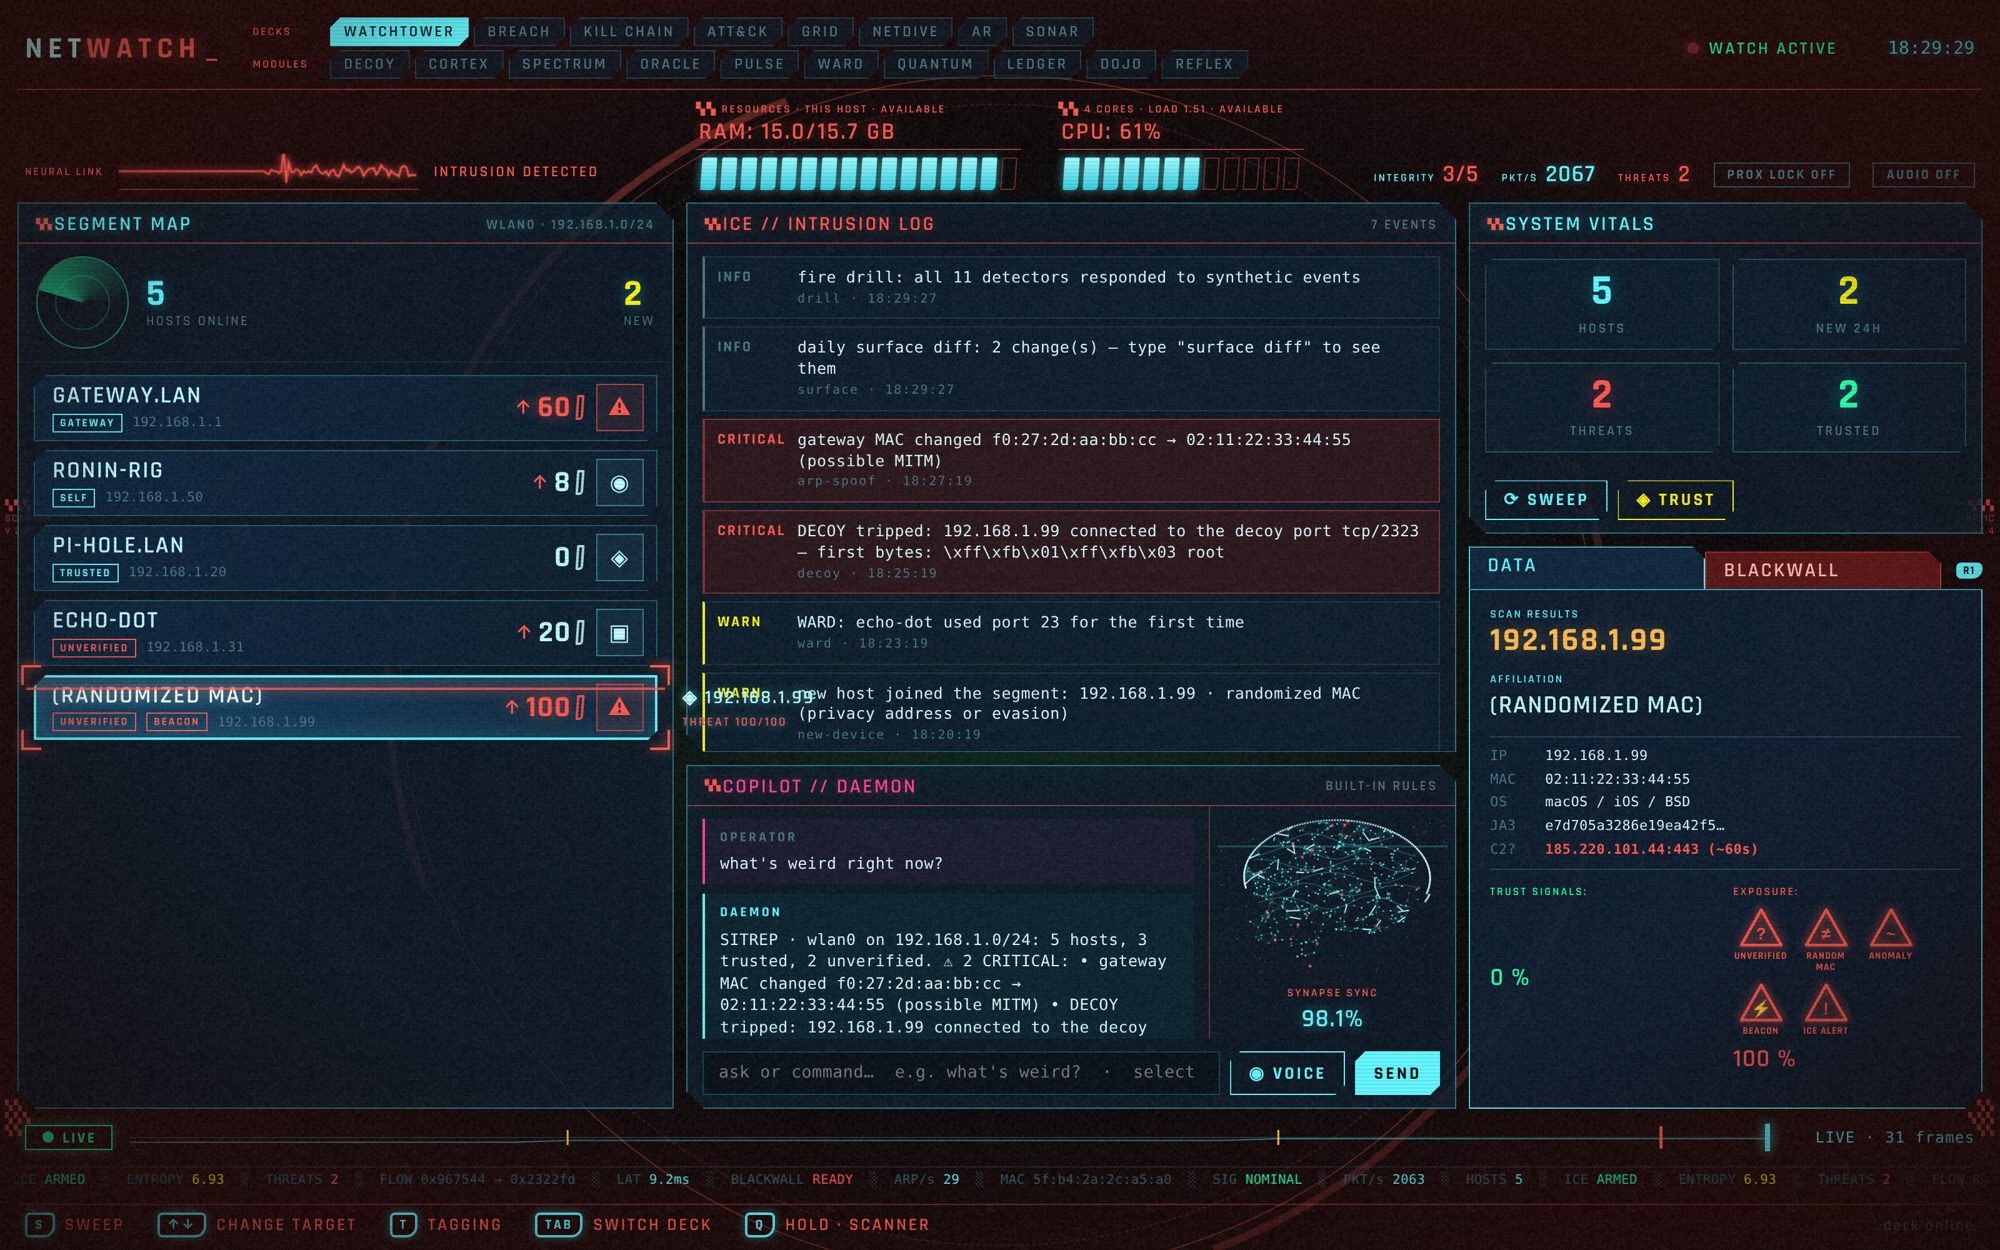 NETWATCH_
DECKS
WATCHTOWER BREACH KILL CHAIN ATT&CK GRID NETDIVE AR SONAR
MODULES
DECOY CORTEX SPECTRUM ORACLE PULSE WARD QUANTUM LEDGER DOJO REFLEX
WATCH ACTIVE 18:29:29
NEURAL LINK INTRUSION DETECTED
RESOURCES · THIS HOST · AVAILABLE
RAM: 15.0/15.7 GB
4 CORES · LOAD 1.51 · AVAILABLE
CPU: 61%
INTEGRITY 3/5 PKT/S 2067 THREATS 2 PROX LOCK OFF AUDIO OFF
SEGMENT MAP WLAN0 · 192.168.1.0/24
5 2
HOSTS ONLINE NEW
GATEWAY.LAN
GATEWAY 192.168.1.1
↑ 60
RONIN-RIG
SELF 192.168.1.50
↑ 8
PI-HOLE.LAN
TRUSTED 192.168.1.20
0
ECHO-DOT
UNVERIFIED 192.168.1.31
↑ 20
(RANDOMIZED MAC)
UNVERIFIED BEACON 192.168.1.99
↑ 100
ICE // INTRUSION LOG 7 EVENTS
INFO fire drill: all 11 detectors responded to synthetic events
drill · 18:29:27
INFO daily surface diff: 2 change(s) — type "surface diff" to see
them
surface · 18:29:27
CRITICAL gateway MAC changed f0:27:2d:aa:bb:cc → 02:11:22:33:44:55
(possible MITM)
arp-spoof · 18:27:19
CRITICAL DECOY tripped: 192.168.1.99 connected to the decoy port tcp/2323
— first bytes: \xff\xfb\x01\xff\xfb\x03 root
decoy · 18:25:19
WARN WARD: echo-dot used port 23 for the first time
ward · 18:23:19
WARN new host joined the segment: 192.168.1.99 · randomized MAC
(privacy address or evasion)
new-device · 18:20:19
192.168.1.99
THREAT 100/100
COPILOT // DAEMON BUILT-IN RULES
OPERATOR
what's weird right now?
DAEMON
SITREP · wlan0 on 192.168.1.0/24: 5 hosts, 3
trusted, 2 unverified. ⚠ 2 CRITICAL: • gateway
MAC changed f0:27:2d:aa:bb:cc →
02:11:22:33:44:55 (possible MITM) • DECOY
tripped: 192.168.1.99 connected to the decoy
SYNAPSE SYNC
98.1%
ask or command… e.g. what's weird? · select
VOICE SEND
SYSTEM VITALS
5 2
HOSTS NEW 24H
2 2
THREATS TRUSTED
SWEEP TRUST
DATA BLACKWALL R1
SCAN RESULTS
192.168.1.99
AFFILIATION
(RANDOMIZED MAC)
IP 192.168.1.99
MAC 02:11:22:33:44:55
OS macOS / iOS / BSD
JA3 e7d705a3286e19ea42f5…
C2? 185.220.101.44:443 (~60s)
TRUST SIGNALS: EXPOSURE:
? ≠ ~
UNVERIFIED RANDOM MAC ANOMALY
0 %
!
BEACON ICE ALERT
100 %
LIVE LIVE · 31 frames
CE ARMED ENTROPY 6.93 THREATS 2 FLOW 0x967544 → 0x2322fd LAT 9.2ms BLACKWALL READY ARP/s 29 MAC 5f:b4:2a:2c:a5:a0 SIG NOMINAL PKT/s 2063 HOSTS 5 ICE ARMED ENTROPY 6.93 THREATS 2 FLOW
S SWEEP ↑↓ CHANGE TARGET T TAGGING TAB SWITCH DECK Q HOLD · SCANNER deck online